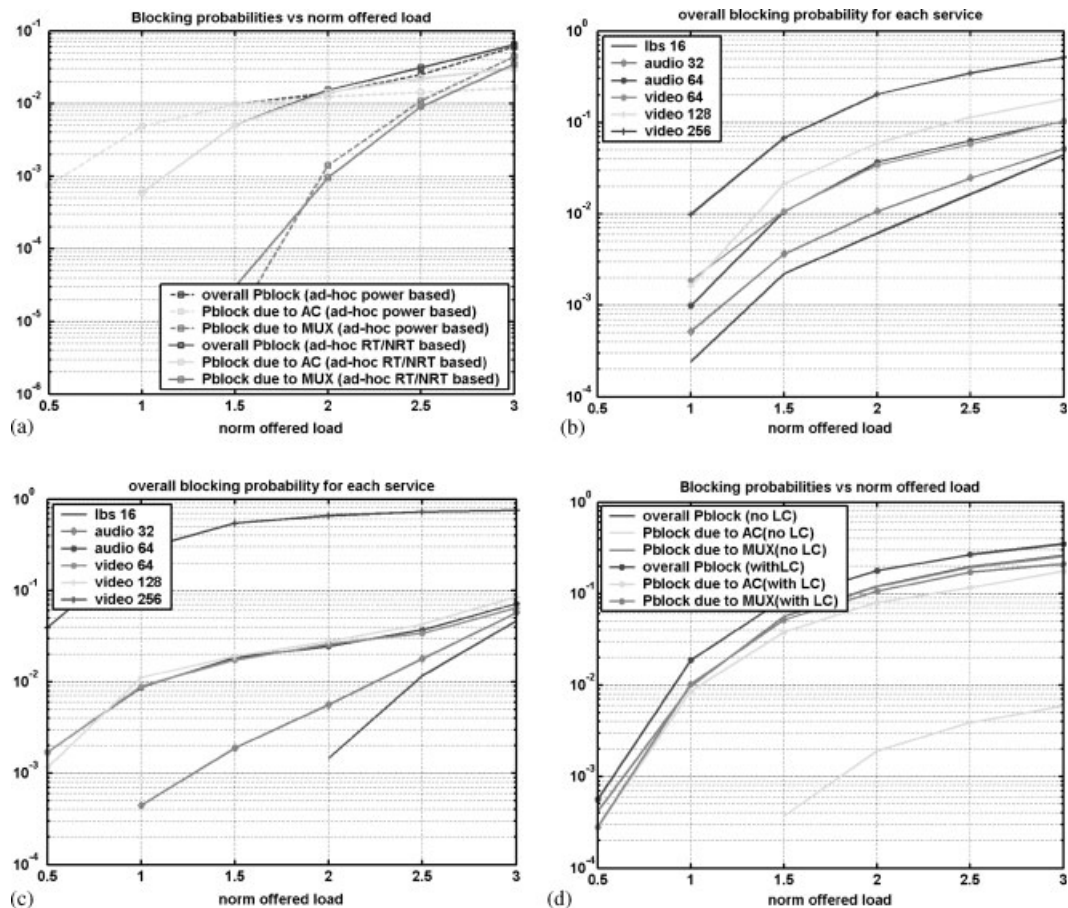 Blocking probabilities vs norm offered load
10^-1
10^-2
10^-3
10^-4
10^-5
10^-6
overall Pblock (ad-hoc power based)
Pblock due to AC (ad-hoc power based)
Pblock due to MUX (ad-hoc power based)
overall Pblock (ad-hoc RT/NRT based)
Pblock due to AC (ad-hoc RT/NRT based)
Pblock due to MUX (ad-hoc RT/NRT based)
0.5 1 1.5 2 2.5 3
(a) norm offered load
overall blocking probability for each service
10^0
10^-1
10^-2
10^-3
10^-4
lbs 16
audio 32
audio 64
video 64
video 128
video 256
0.5 1 1.5 2 2.5 3
(b) norm offered load
overall blocking probability for each service
10^0
10^-1
10^-2
10^-3
10^-4
lbs 16
audio 32
audio 64
video 64
video 128
video 256
0.5 1 1.5 2 2.5 3
(c) norm offered load
Blocking probabilities vs norm offered load
10^0
10^-1
10^-2
10^-3
10^-4
overall Pblock (no LC)
Pblock due to AC(no LC)
Pblock due to MUX(no LC)
overall Pblock (withLC)
Pblock due to AC(with LC)
Pblock due to MUX(with LC)
0.5 1 1.5 2 2.5 3
(d) norm offered load